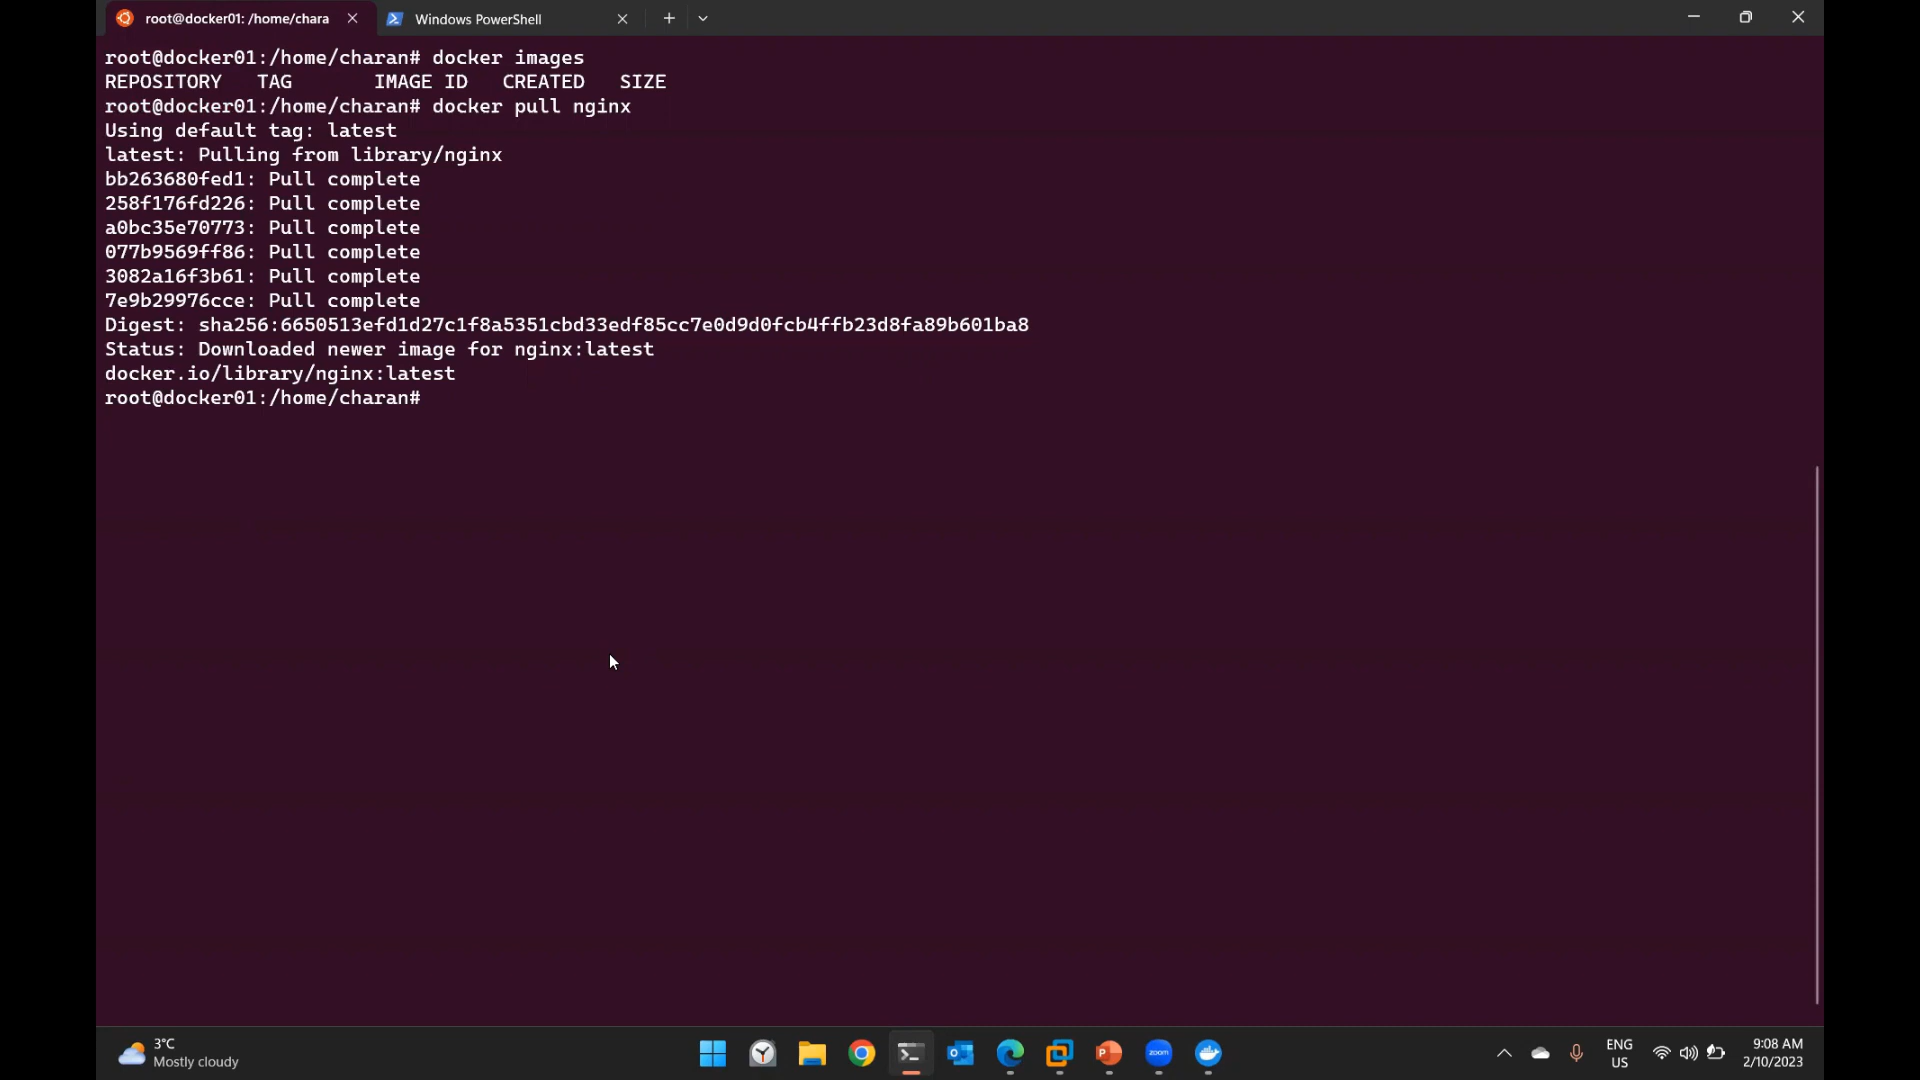 root@docker01: /home/chara
Windows PowerShell
root@docker01:/home/charan# docker images
REPOSITORY   TAG       IMAGE ID   CREATED   SIZE
root@docker01:/home/charan# docker pull nginx
Using default tag: latest
latest: Pulling from library/nginx
bb263680fed1: Pull complete
258f176fd226: Pull complete
a0bc35e70773: Pull complete
077b9569ff86: Pull complete
3082a16f3b61: Pull complete
7e9b29976cce: Pull complete
Digest: sha256:6650513efd1d27c1f8a5351cbd33edf85cc7e0d9d0fcb4ffb23d8fa89b601ba8
Status: Downloaded newer image for nginx:latest
docker.io/library/nginx:latest
root@docker01:/home/charan#
3°C
Mostly cloudy
zoom
ENG
US
9:08 AM
2/10/2023